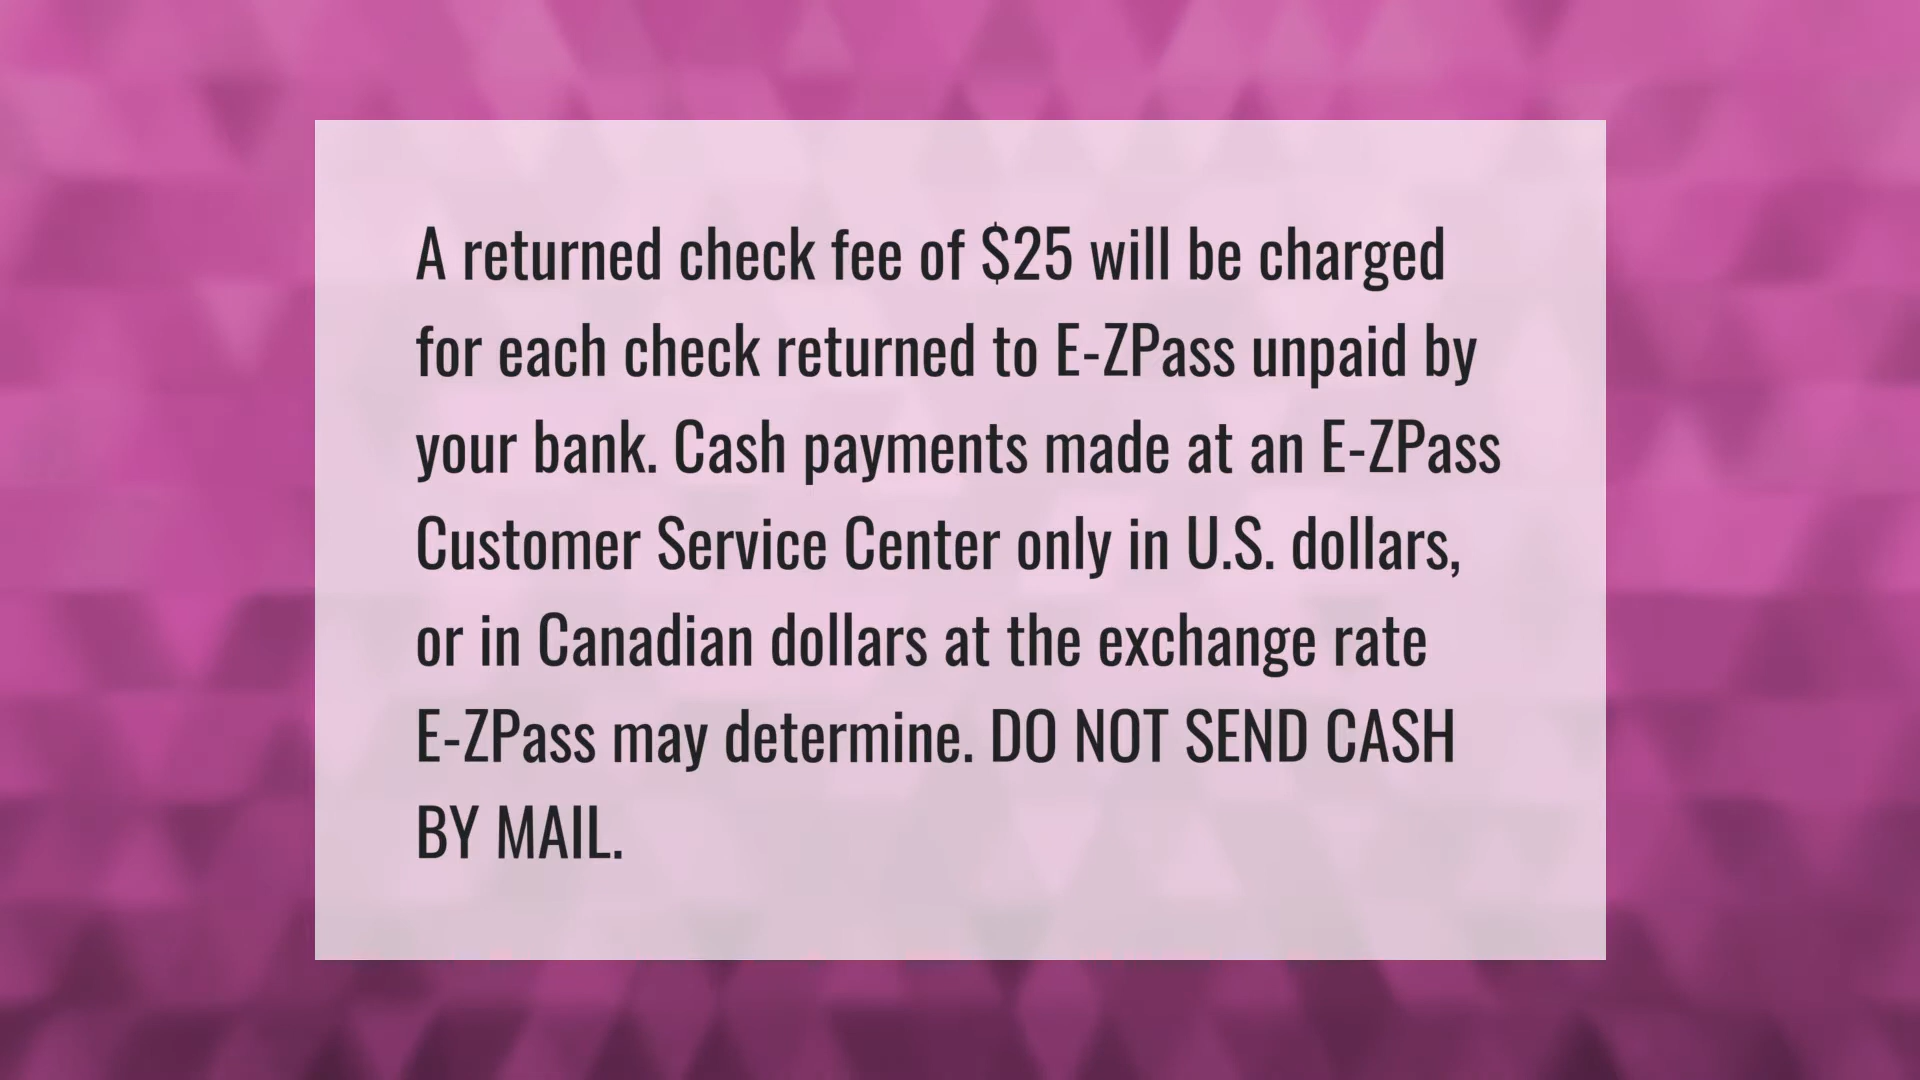 A returned check fee of $25 will be charged
for each check returned to E-ZPass unpaid by
your bank. Cash payments made at an E-ZPass
Customer Service Center only in U.S. dollars,
or in Canadian dollars at the exchange rate
E-ZPass may determine. DO NOT SEND CASH
BY MAIL.